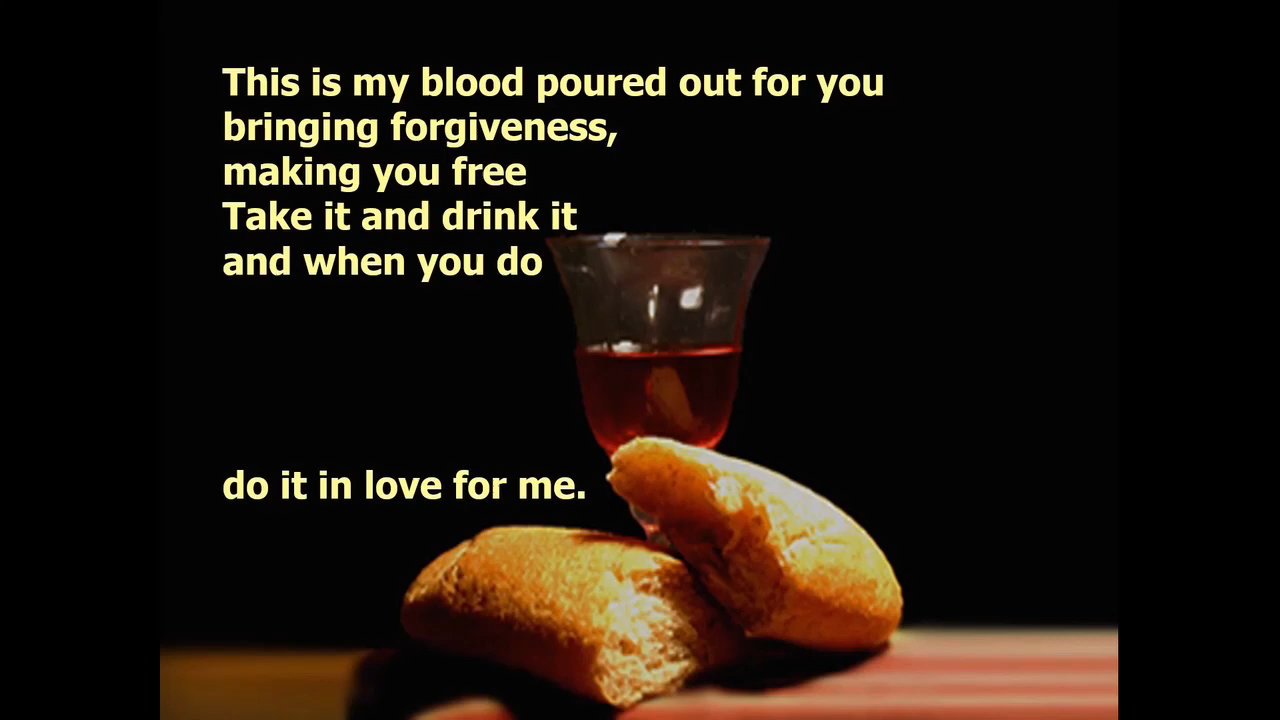 This is my blood poured out for you
bringing forgiveness,
making you free
Take it and drink it
and when you do
do it in love for me.